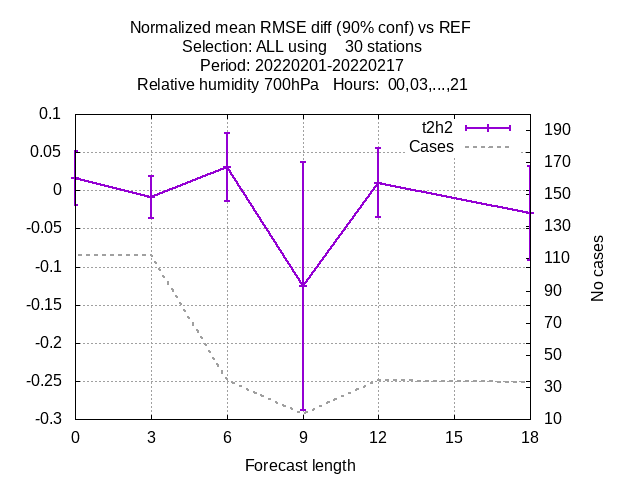 Normalized mean RMSE diff (90% conf) vs REF
Selection: ALL using    30 stations
Period: 20220201-20220217
Relative humidity 700hPa   Hours:  00,03,...,21
t2h2
Cases
0.1
0.05
0
-0.05
-0.1
-0.15
-0.2
-0.25
-0.3
190
170
150
130
110
90
70
50
30
10
No cases
0 3 6 9 12 15 18
Forecast length